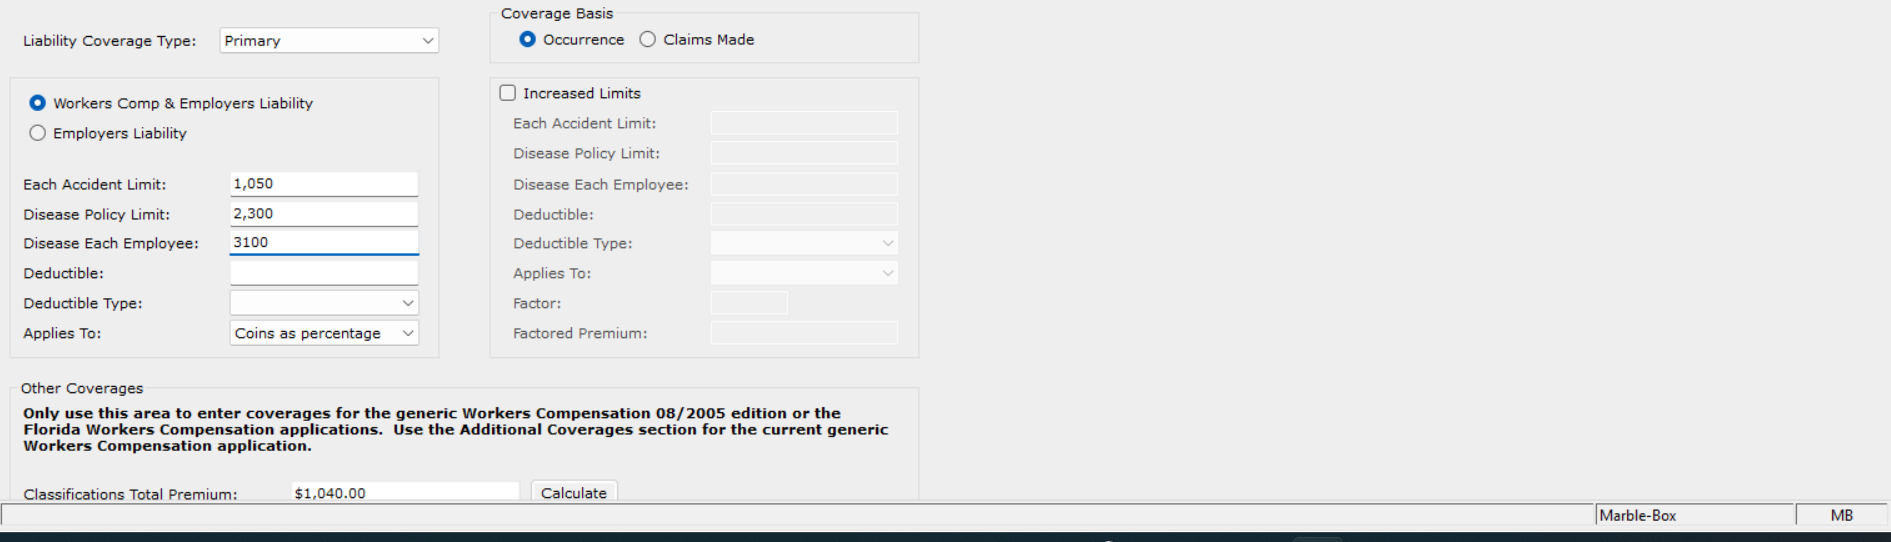 Liability Coverage Type: Primary
Coverage Basis
Occurrence Claims Made
Workers Comp & Employers Liability
Employers Liability
Each Accident Limit: 1,050
Disease Policy Limit: 2,300
Disease Each Employee: 3100
Deductible:
Deductible Type:
Applies To: Coins as percentage
Increased Limits
Each Accident Limit:
Disease Policy Limit:
Disease Each Employee:
Deductible:
Deductible Type:
Applies To:
Factor:
Factored Premium:
Other Coverages
Only use this area to enter coverages for the generic Workers Compensation 08/2005 edition or the
Florida Workers Compensation applications. Use the Additional Coverages section for the current generic
Workers Compensation application.
Classifications Total Premium: $1,040.00 Calculate
Marble-Box MB